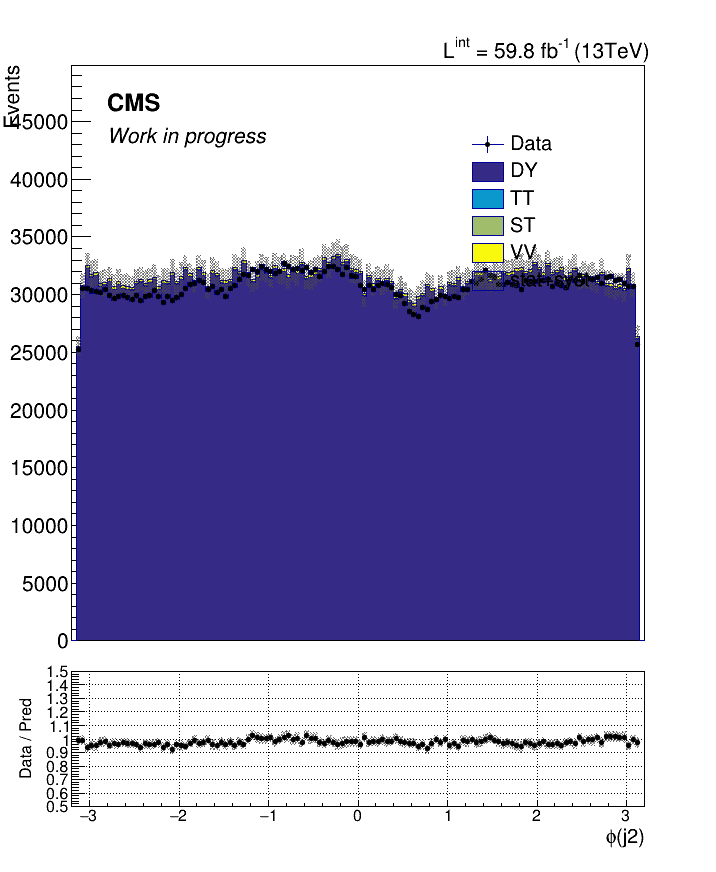 L^int = 59.8 fb^-1 (13TeV)
Events
CMS
Work in progress
Data
DY
TT
ST
VV
45000
40000
35000
30000
25000
20000
15000
10000
5000
0
Data / Pred
1.5
1.4
1.3
1.2
1.1
1
0.9
0.8
0.7
0.6
0.5
−3 −2 −1 0 1 2 3
ϕ(j2)